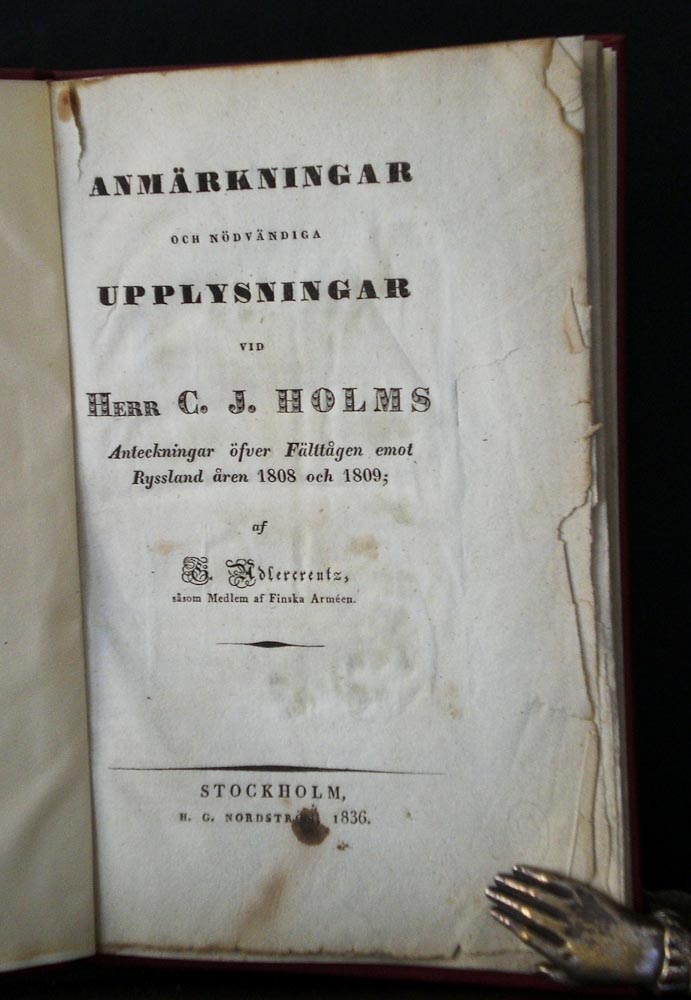 ANMÄRKNINGAR
OCH NÖDVÄNDIGA
UPPLYSNINGAR
VID
HERR C. J. HOLMS
Anteckningar öfver Fälttågen emot
Ryssland åren 1808 och 1809;
af
Adlercreutz,
såsom Medlem af Finska Arméen.
STOCKHOLM,
H. G. NORDSTRÖM, 1836.